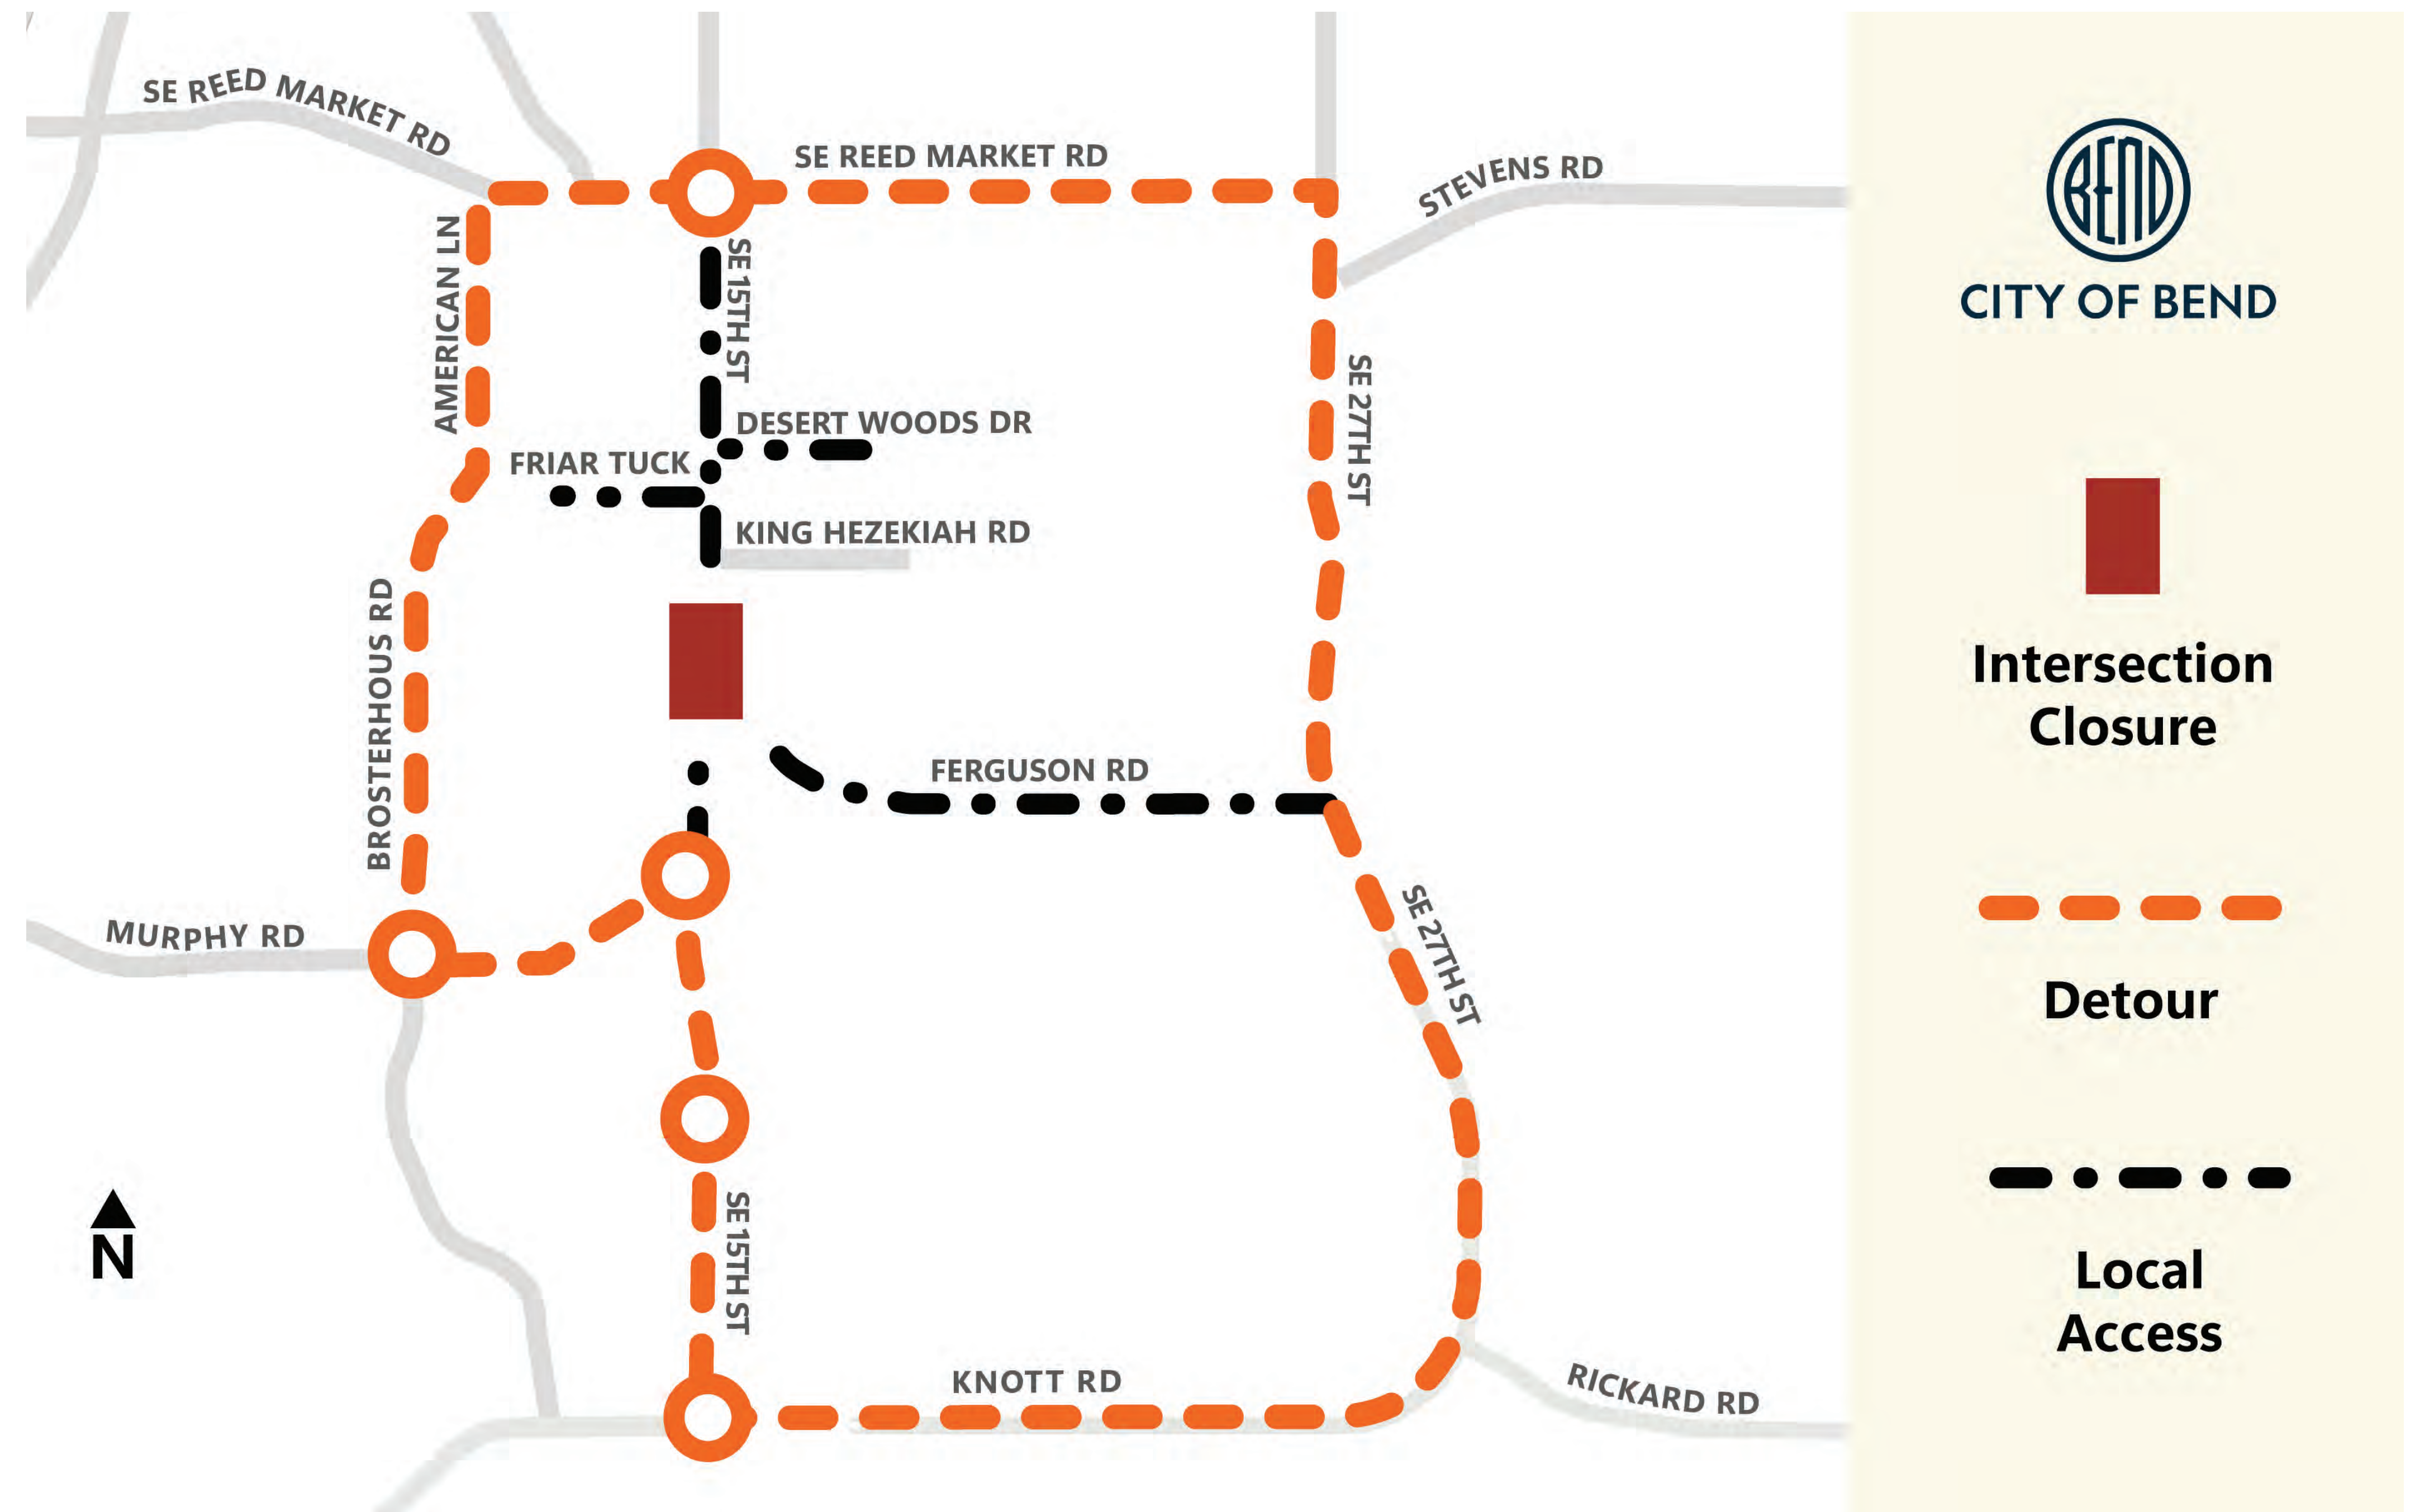 SE REED MARKET RD
SE REED MARKET RD
STEVENS RD
AMERICAN LN
SE 15TH ST
SE 27TH ST
DESERT WOODS DR
FRIAR TUCK
KING HEZEKIAH RD
BROSTERHOUS RD
FERGUSON RD
MURPHY RD
SE 27TH ST
SE 15TH ST
KNOTT RD
RICKARD RD
N
BEND
CITY OF BEND
Intersection
Closure
Detour
Local
Access